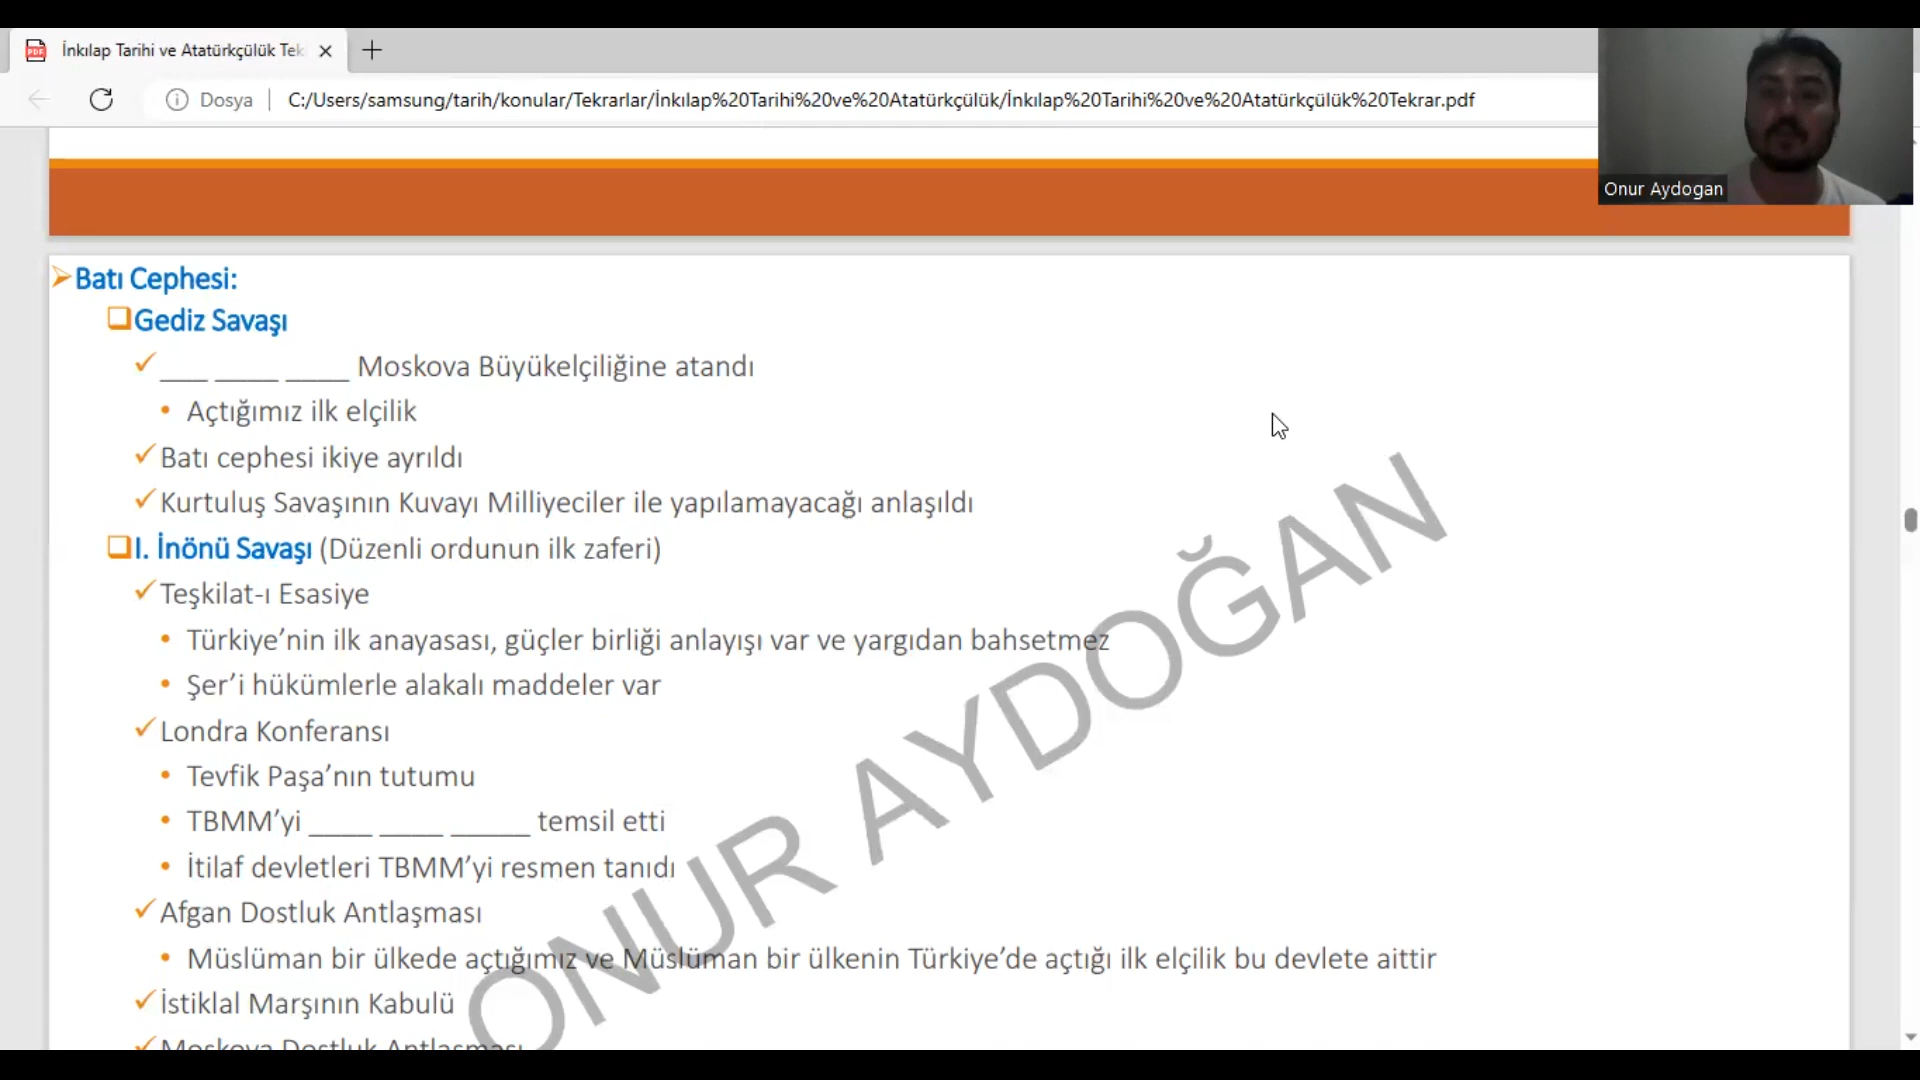 İnkılap Tarihi ve Atatürkçülük Tek
Dosya
C:/Users/samsung/tarih/konular/Tekrarlar/İnkılap%20Tarihi%20ve%20Atatürkçülük/İnkılap%20Tarihi%20ve%20Atatürkçülük%20Tekrar.pdf
Onur Aydogan
Batı Cephesi:
Gediz Savaşı
___ ____ ____ Moskova Büyükelçiliğine atandı
Açtığımız ilk elçilik
Batı cephesi ikiye ayrıldı
Kurtuluş Savaşının Kuvayı Milliyeciler ile yapılamayacağı anlaşıldı
I. İnönü Savaşı (Düzenli ordunun ilk zaferi)
Teşkilat-ı Esasiye
Türkiye’nin ilk anayasası, güçler birliği anlayışı var ve yargıdan bahsetmez
Şer’i hükümlerle alakalı maddeler var
Londra Konferansı
Tevfik Paşa’nın tutumu
TBMM’yi ____ ____ _____ temsil etti
İtilaf devletleri TBMM’yi resmen tanıdı
Afgan Dostluk Antlaşması
Müslüman bir ülkede açtığımız ve Müslüman bir ülkenin Türkiye’de açtığı ilk elçilik bu devlete aittir
İstiklal Marşının Kabulü
Moskova Dostluk Antlaşması
ONUR AYDOĞAN